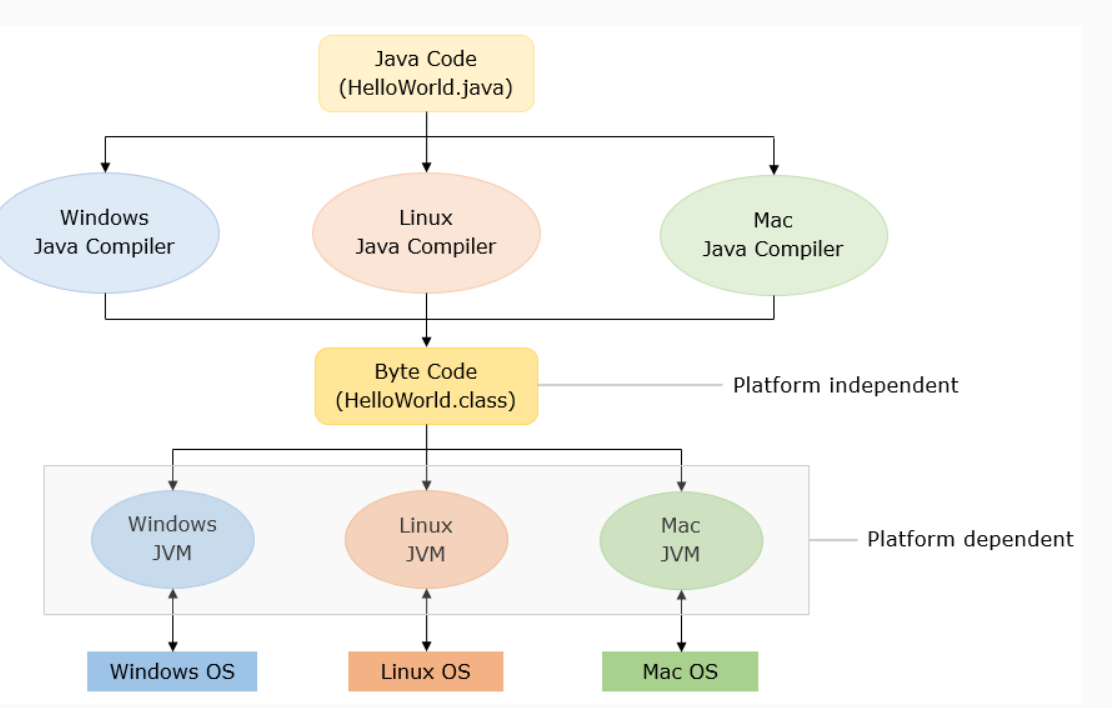 Java Code
(HelloWorld.java)
Windows
Java Compiler
Linux
Java Compiler
Mac
Java Compiler
Byte Code
(HelloWorld.class)
Platform independent
Windows
JVM
Linux
JVM
Mac
JVM
Platform dependent
Windows OS
Linux OS
Mac OS